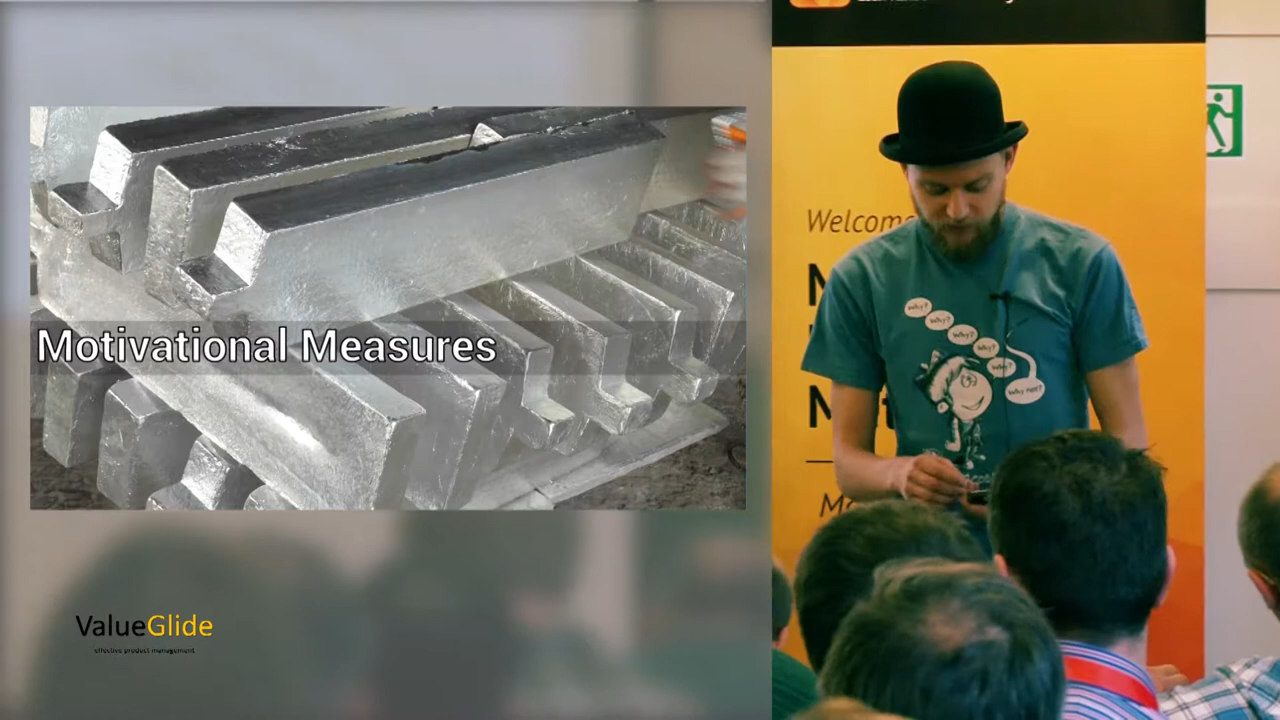 Motivational Measures
ValueGlide
effective product management
Welcome
Why?
Why?
Why?
Why?
Why?
Why not?